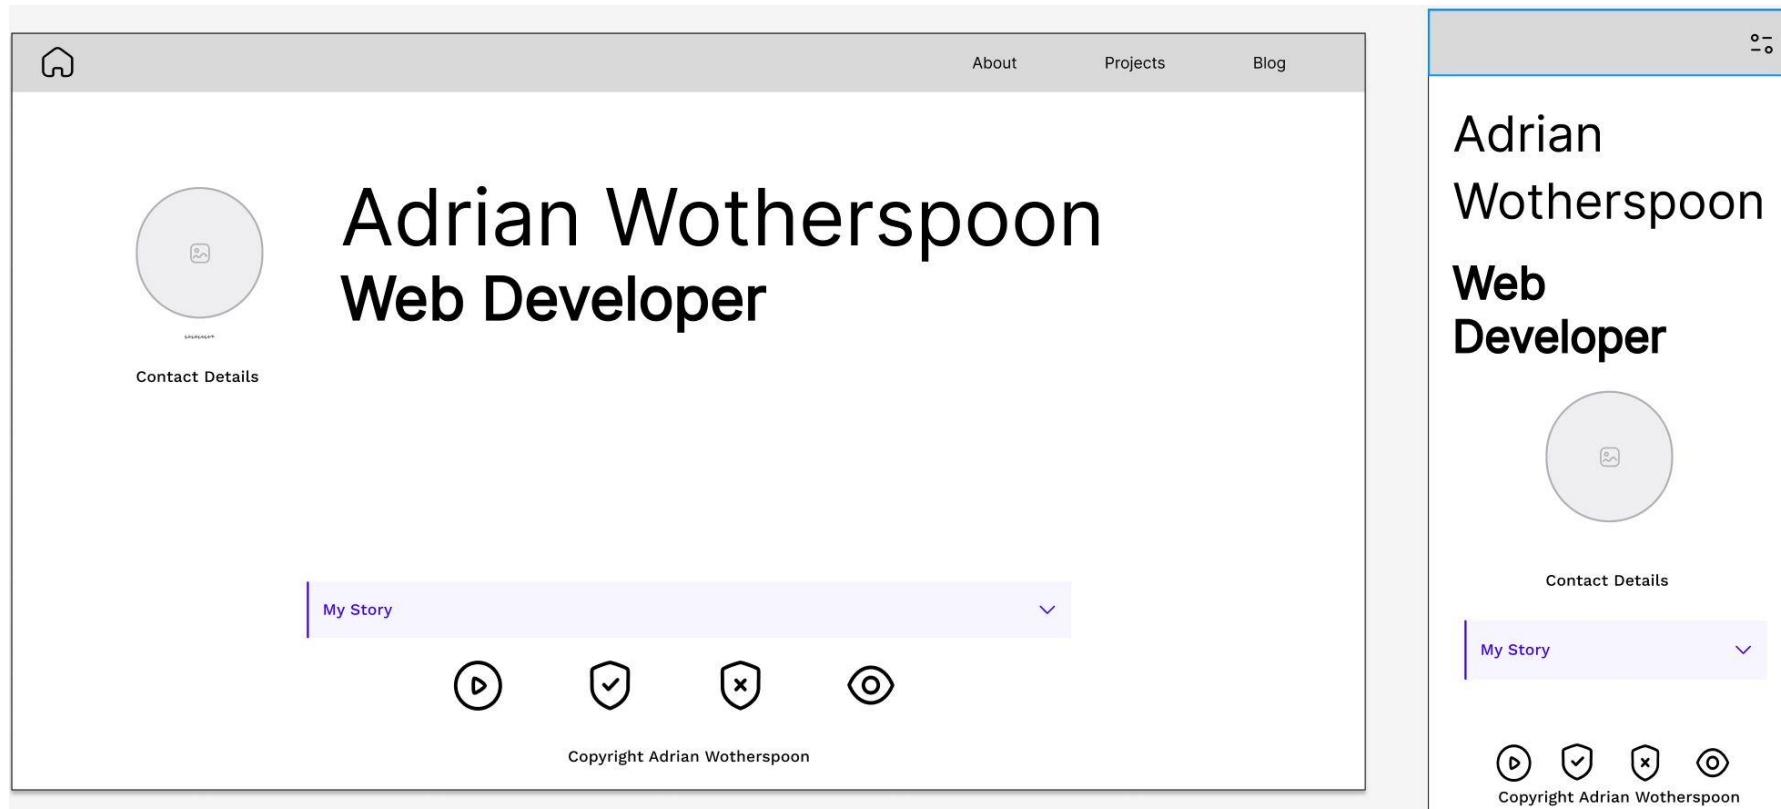 About Projects Blog
Adrian Wotherspoon
Web Developer
Contact Details
My Story
Copyright Adrian Wotherspoon
Adrian
Wotherspoon
Web
Developer
Contact Details
My Story
Copyright Adrian Wotherspoon